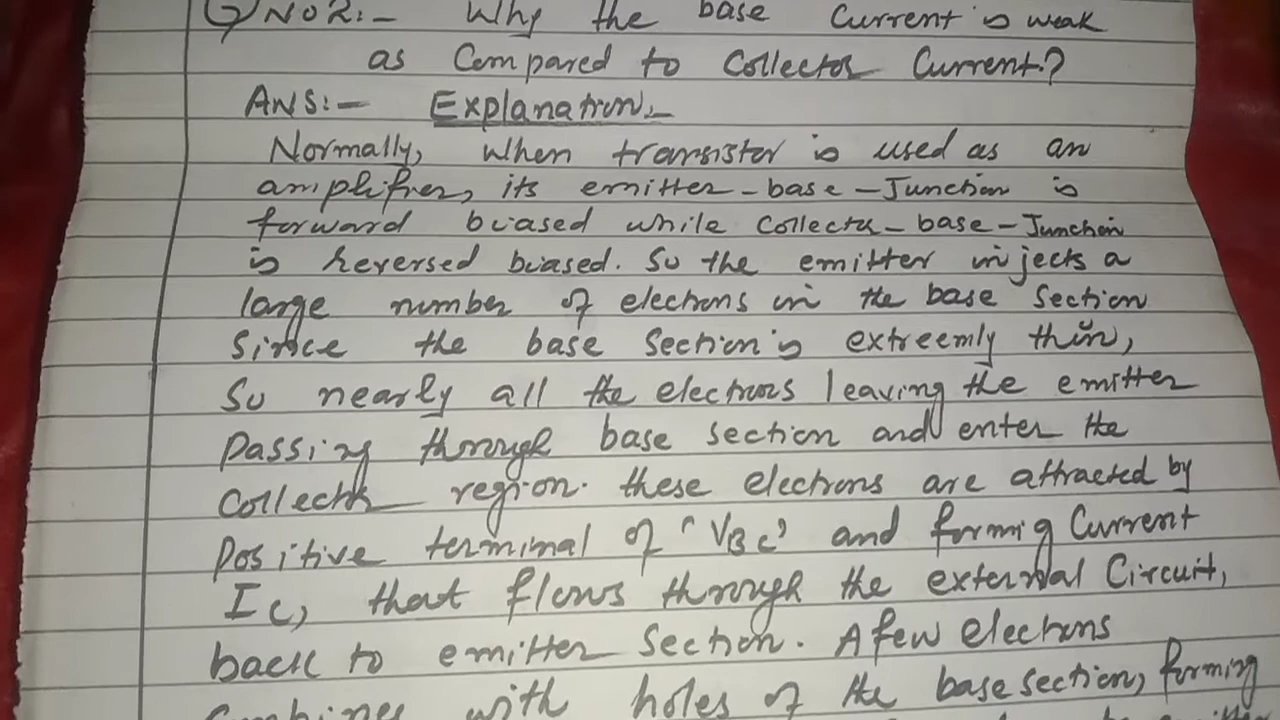 Q No 2:- Why the base Current is weak
as Compared to Collector Current?
ANS:- Explanation:-
Normally, when transistor is used as an
amplifier, its emitter-base-Junction is
forward biased while collector-base-Junction
is reversed biased. So the emitter injects a
large number of electrons in the base section
Since the base section is extreemly thin,
So nearly all the electrons leaving the emitter
passing through base section and enter the
Collector region. these electrons are attracted by
positive terminal of 'VBC' and forming Current
IC, that flows through the external Circuit,
back to emitter section. A few electrons
Combines with holes of the base section, forming